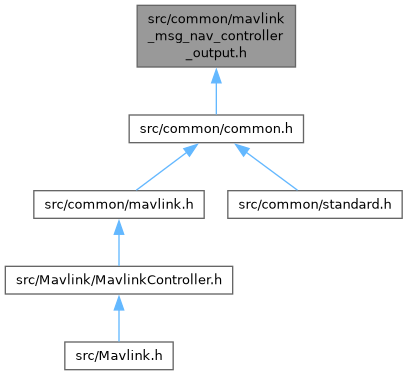 src/common/mavlink
_msg_nav_controller
_output.h
src/common/common.h
src/common/mavlink.h
src/common/standard.h
src/Mavlink/MavlinkController.h
src/Mavlink.h